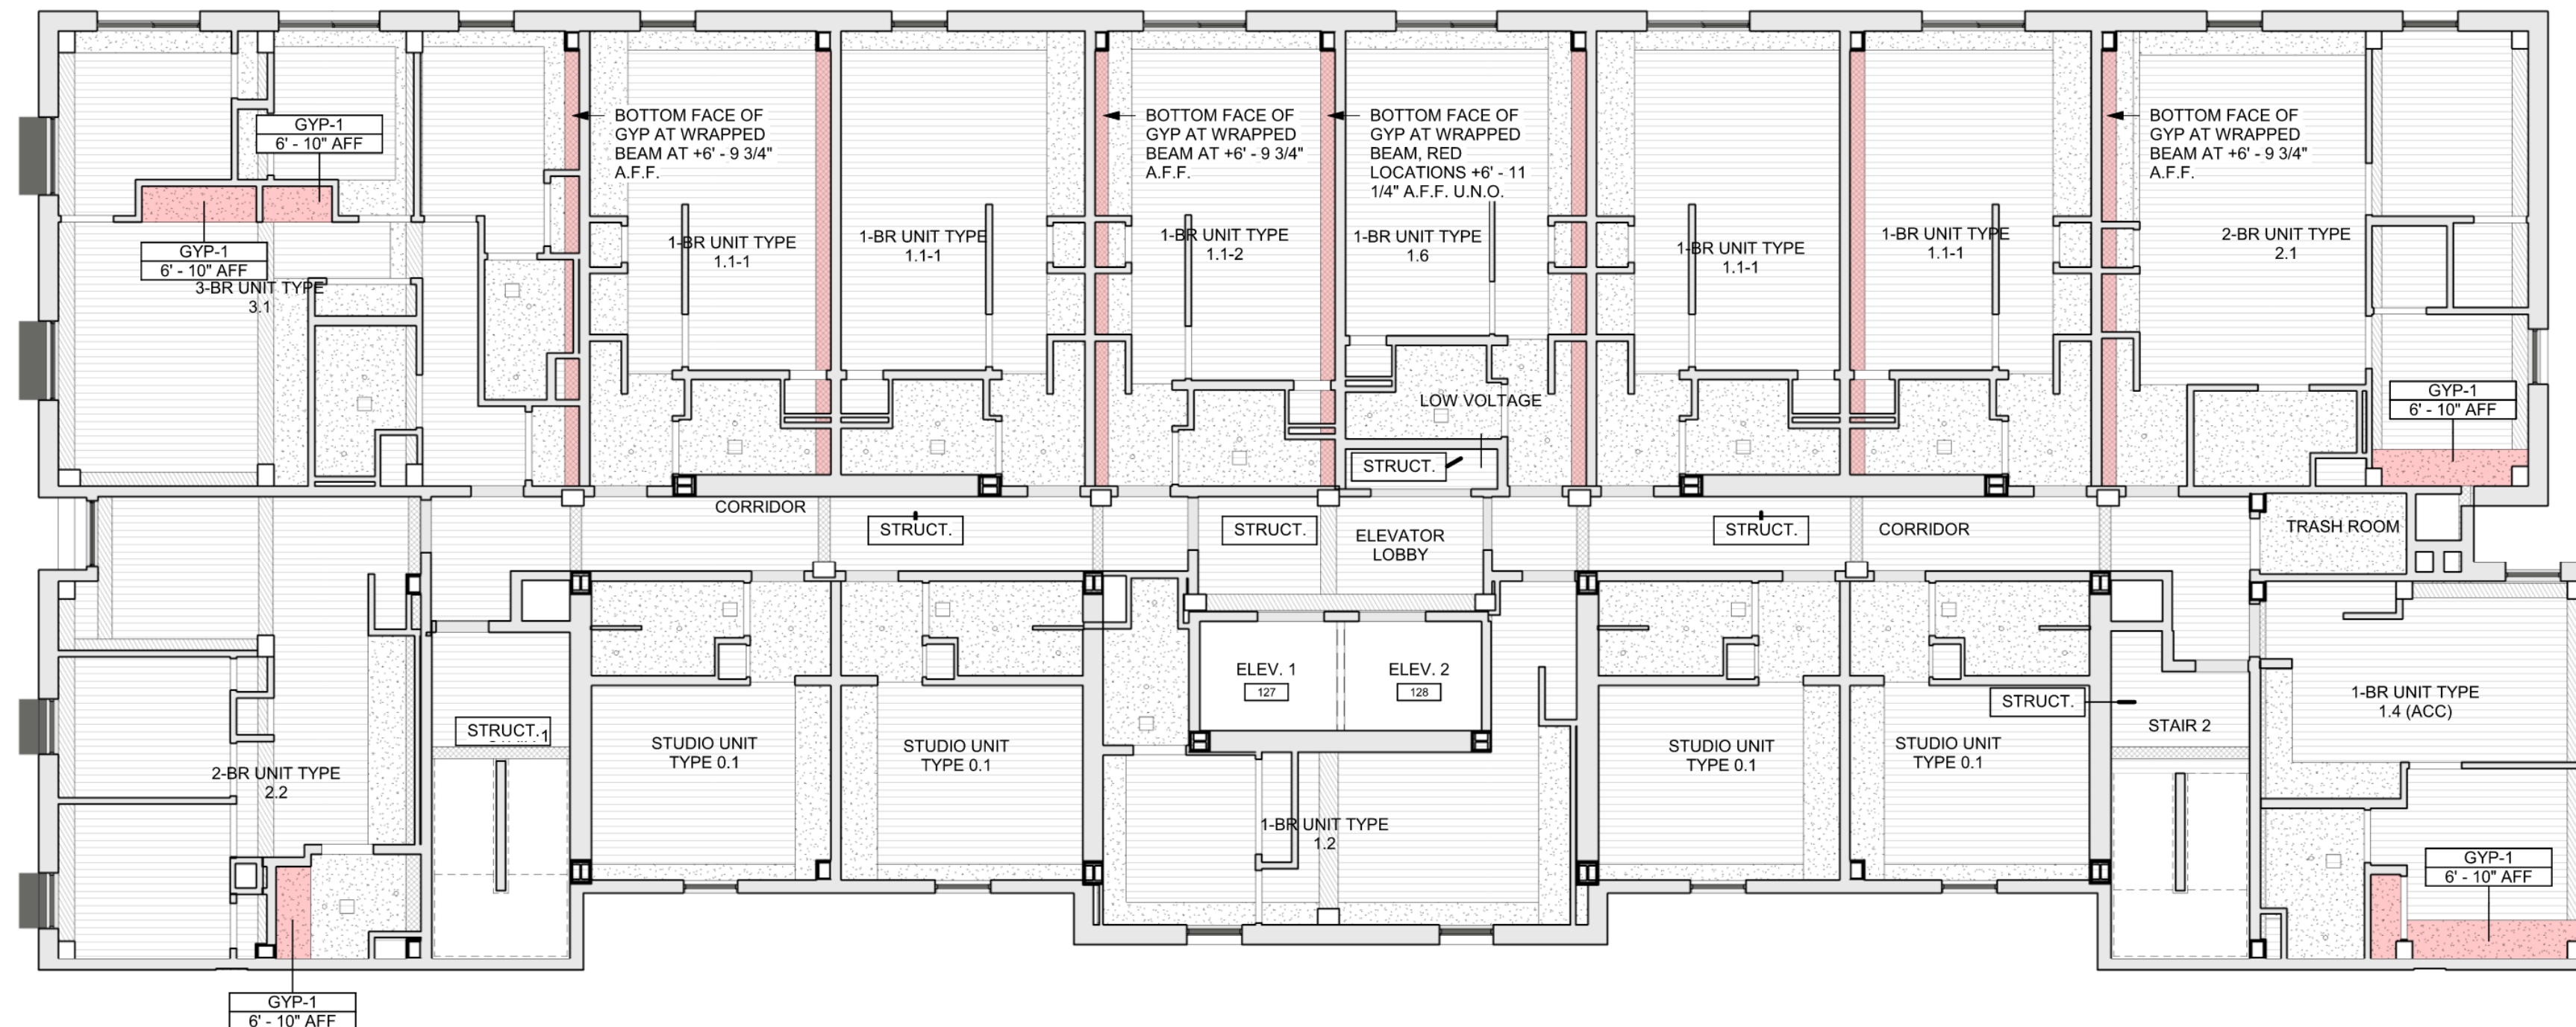 GYP-1
6' - 10" AFF
BOTTOM FACE OF
GYP AT WRAPPED
BEAM AT +6' - 9 3/4"
A.F.F.
BOTTOM FACE OF
GYP AT WRAPPED
BEAM AT +6' - 9 3/4"
A.F.F.
BOTTOM FACE OF
GYP AT WRAPPED
BEAM, RED
LOCATIONS +6' - 11
1/4" A.F.F. U.N.O.
BOTTOM FACE OF
GYP AT WRAPPED
BEAM AT +6' - 9 3/4"
A.F.F.
GYP-1
6' - 10" AFF
3-BR UNIT TYPE
3.1
1-BR UNIT TYPE
1.1-1
1-BR UNIT TYPE
1.1-1
1-BR UNIT TYPE
1.1-2
1-BR UNIT TYPE
1.6
1-BR UNIT TYPE
1.1-1
1-BR UNIT TYPE
1.1-1
2-BR UNIT TYPE
2.1
LOW VOLTAGE
GYP-1
6' - 10" AFF
STRUCT.
CORRIDOR
STRUCT.
STRUCT.
ELEVATOR
LOBBY
STRUCT.
CORRIDOR
TRASH ROOM
ELEV. 1
127
ELEV. 2
128
STRUCT.
1
STUDIO UNIT
TYPE 0.1
STUDIO UNIT
TYPE 0.1
STUDIO UNIT
TYPE 0.1
STUDIO UNIT
TYPE 0.1
STRUCT.
STAIR 2
1-BR UNIT TYPE
1.4 (ACC)
2-BR UNIT TYPE
2.2
1-BR UNIT TYPE
1.2
GYP-1
6' - 10" AFF
GYP-1
6' - 10" AFF